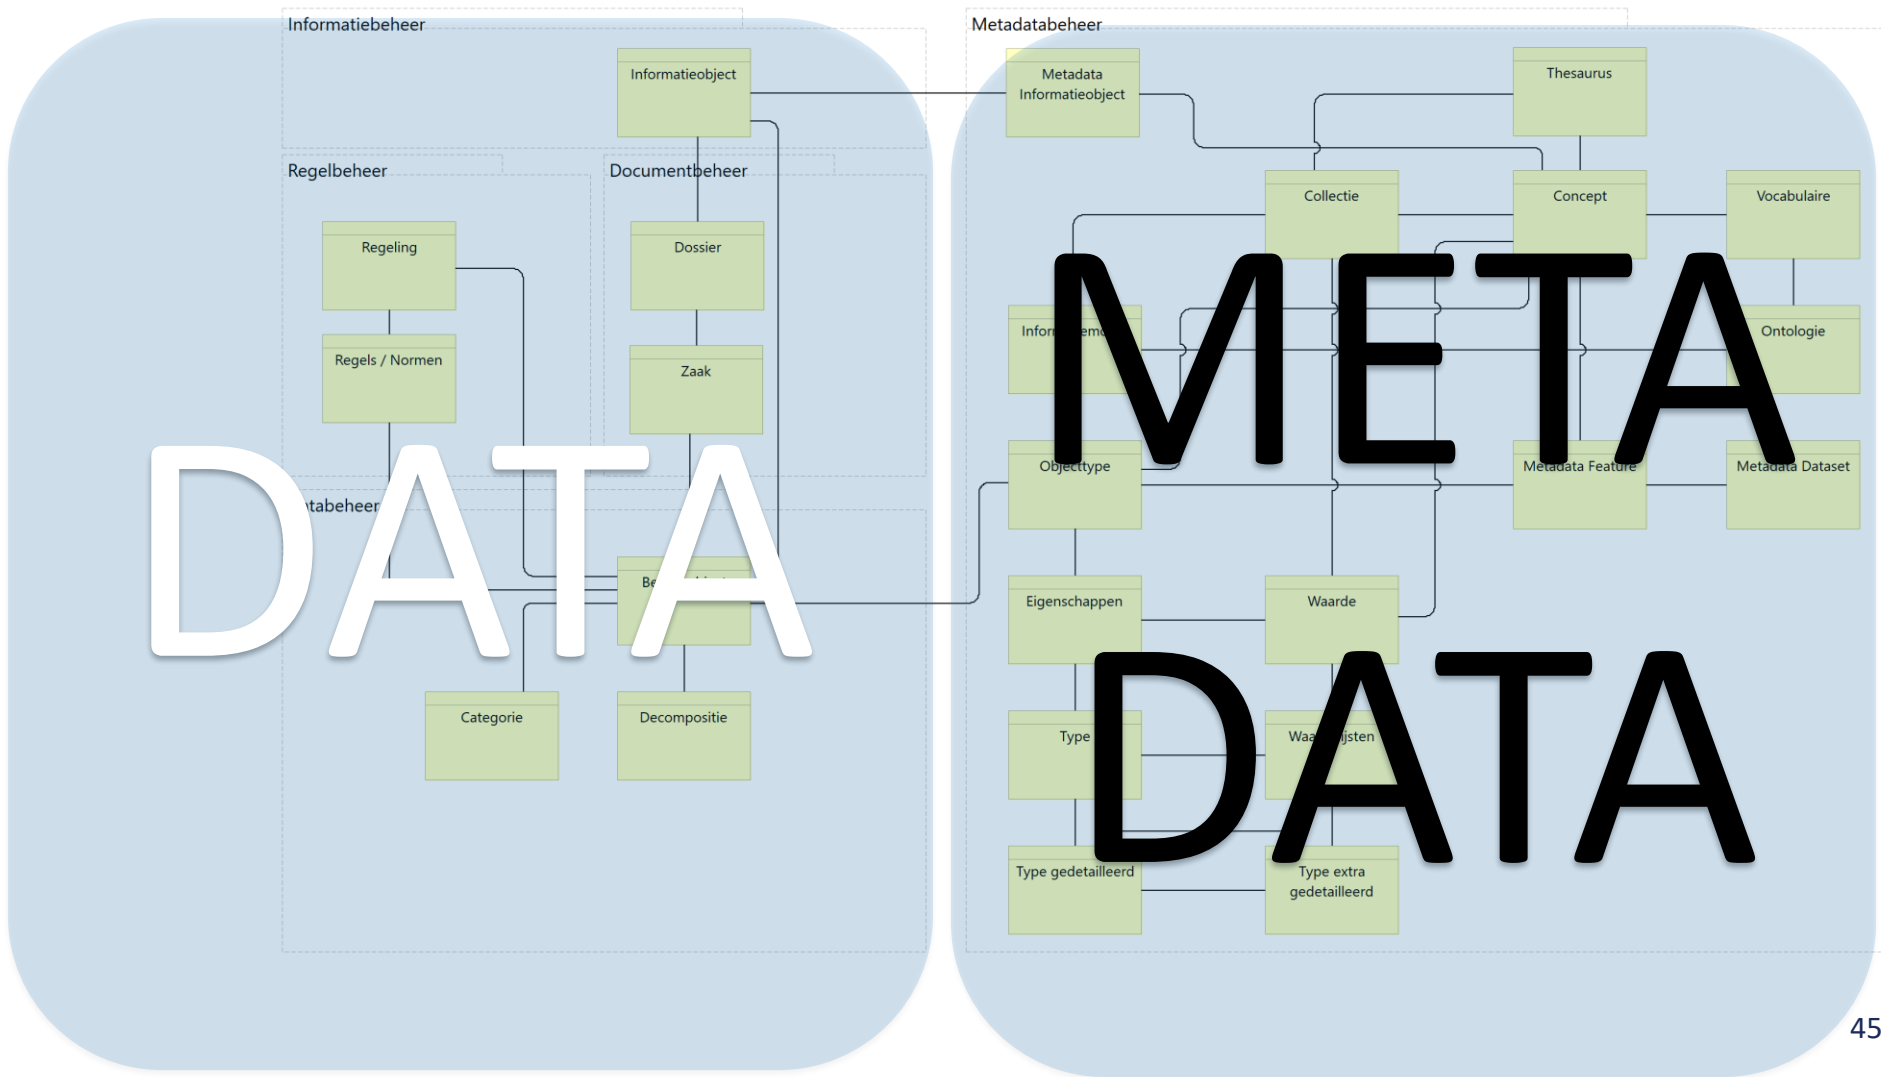 Informatiebeheer
Informatieobject
Regelbeheer
Documentbeheer
Regeling
Dossier
Regels / Normen
Zaak
DATA
Categorie
Decompositie
Metadatabeheer
Metadata
Informatieobject
Thesaurus
Collectie
Concept
Vocabulaire
META
Ontologie
Objecttype
Metadata Feature
Metadata Dataset
Eigenschappen
Waarde
DATA
Type
Type gedetailleerd
Type extra
gedetailleerd
45